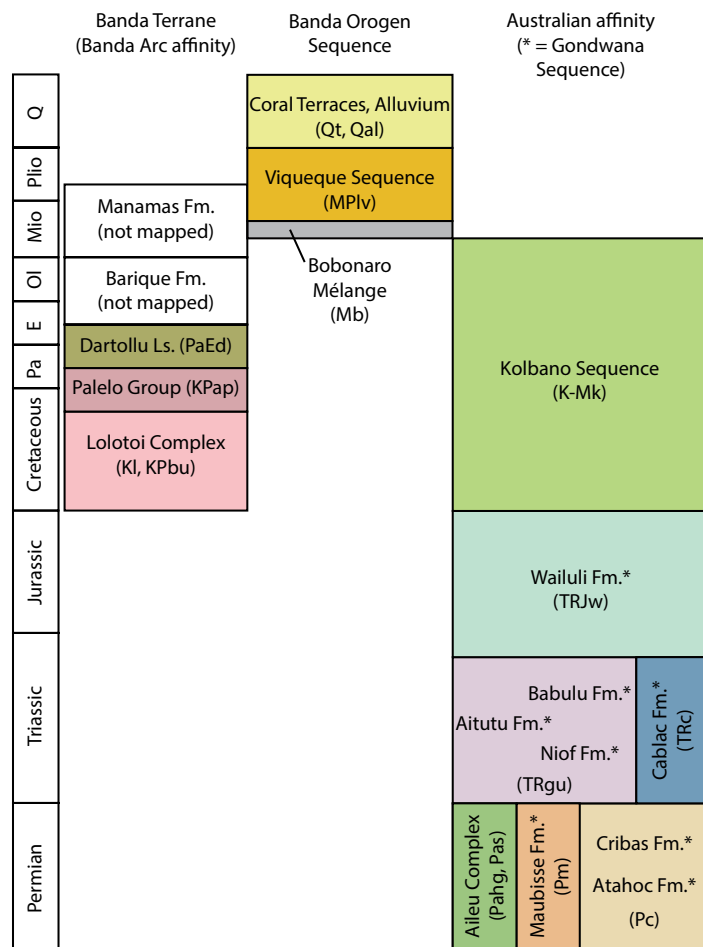 Banda Terrane
(Banda Arc affinity)
Banda Orogen
Sequence
Australian affinity
(* = Gondwana
Sequence)
Q
Plio
Mio
Ol
E
Pa
Cretaceous
Jurassic
Triassic
Permian
Manamas Fm.
(not mapped)
Barique Fm.
(not mapped)
Dartollu Ls. (PaEd)
Palelo Group (KPap)
Lolotoi Complex
(Kl, KPbu)
Coral Terraces, Alluvium
(Qt, Qal)
Viqueque Sequence
(MPlv)
Bobonaro
Mélange
(Mb)
Kolbano Sequence
(K-Mk)
Wailuli Fm.*
(TRJw)
Babulu Fm.*
Aitutu Fm.*
Niof Fm.*
(TRgu)
Cablac Fm.*
(TRc)
Aileu Complex
(Pahg, Pas)
Maubisse Fm.*
(Pm)
Cribas Fm.*
Atahoc Fm.*
(Pc)